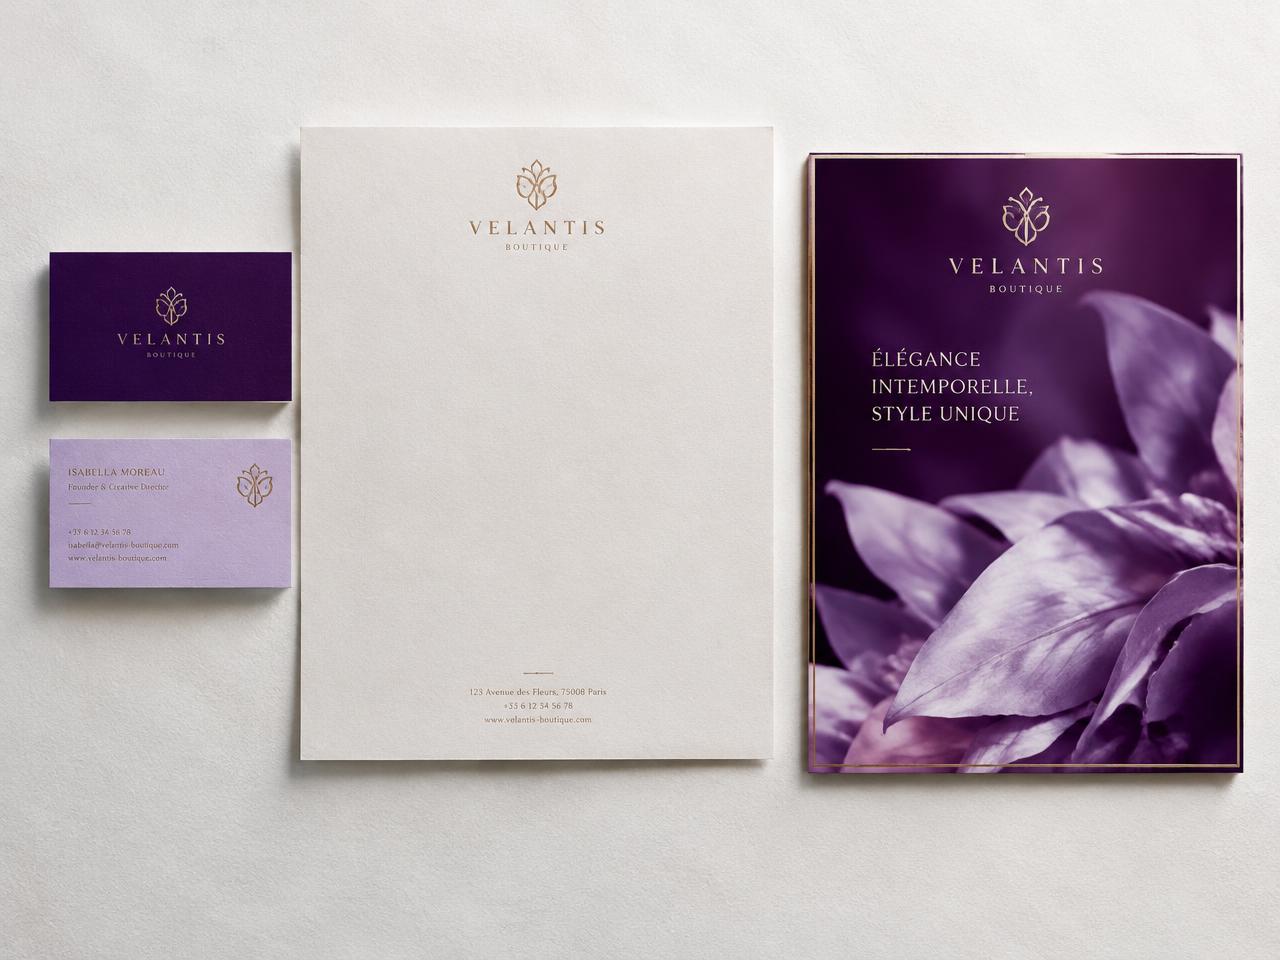 VELANTIS
BOUTIQUE
ISABELLA MOREAU
Founder & Creative Director
+33 6 12 34 56 78
isabella@velantis-boutique.com
www.velantis-boutique.com
VELANTIS
BOUTIQUE
123 Avenue des Fleurs, 75008 Paris
+33 6 12 34 56 78
www.velantis-boutique.com
VELANTIS
BOUTIQUE
ÉLÉGANCE
INTEMPORELLE,
STYLE UNIQUE